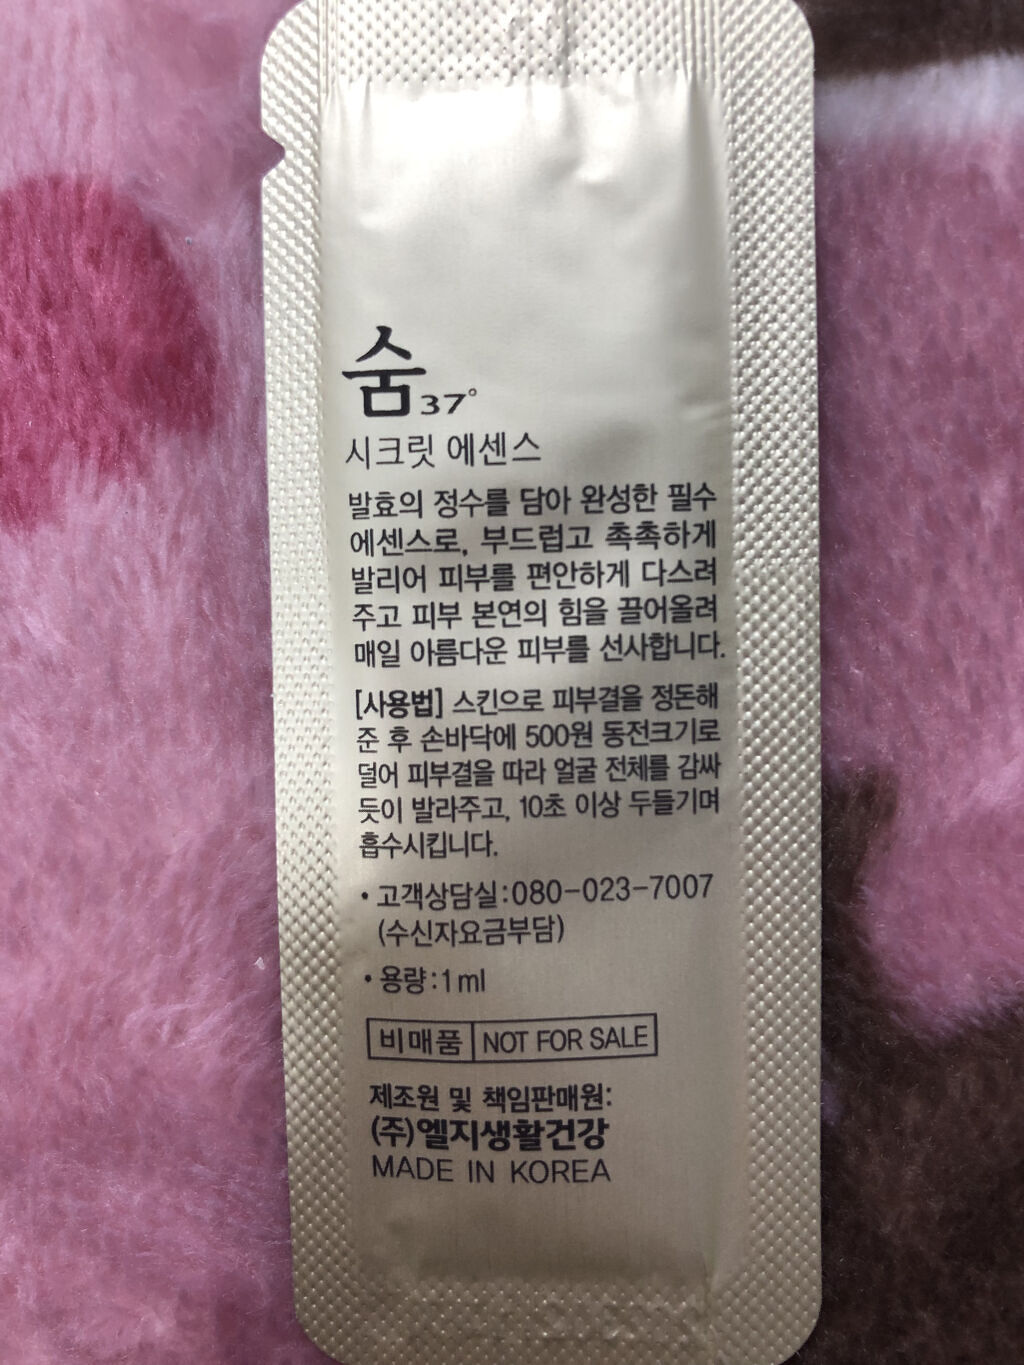 숨37°
시크릿 에센스
발효의 정수를 담아 완성한 필수
에센스로, 부드럽고 촉촉하게
발리어 피부를 편안하게 다스려
주고 피부 본연의 힘을 끌어올려
매일 아름다운 피부를 선사합니다.
[사용법] 스킨으로 피부결을 정돈해
준 후 손바닥에 500원 동전크기로
덜어 피부결을 따라 얼굴 전체를 감싸
듯이 발라주고, 10초 이상 두들기며
흡수시킵니다.
• 고객상담실:080-023-7007
(수신자요금부담)
• 용량:1ml
비매품 NOT FOR SALE
제조원 및 책임판매원:
(주)엘지생활건강
MADE IN KOREA